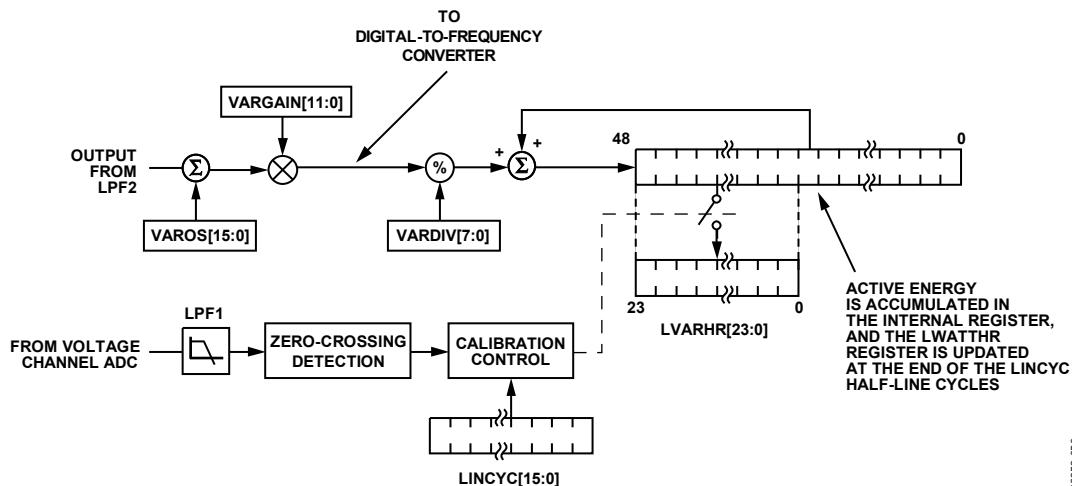 TO
DIGITAL-TO-FREQUENCY
CONVERTER
VARGAIN[11:0]
48
0
OUTPUT
FROM
LPF2
Σ
%
+
Σ
+
VAROS[15:0]
VARDIV[7:0]
23
0
LVARHR[23:0]
ACTIVE ENERGY
IS ACCUMULATED IN
THE INTERNAL REGISTER,
AND THE LWATTHR
REGISTER IS UPDATED
AT THE END OF THE LINCYC
HALF-LINE CYCLES
LPF1
FROM VOLTAGE
CHANNEL ADC
ZERO-CROSSING
DETECTION
CALIBRATION
CONTROL
LINCYC[15:0]